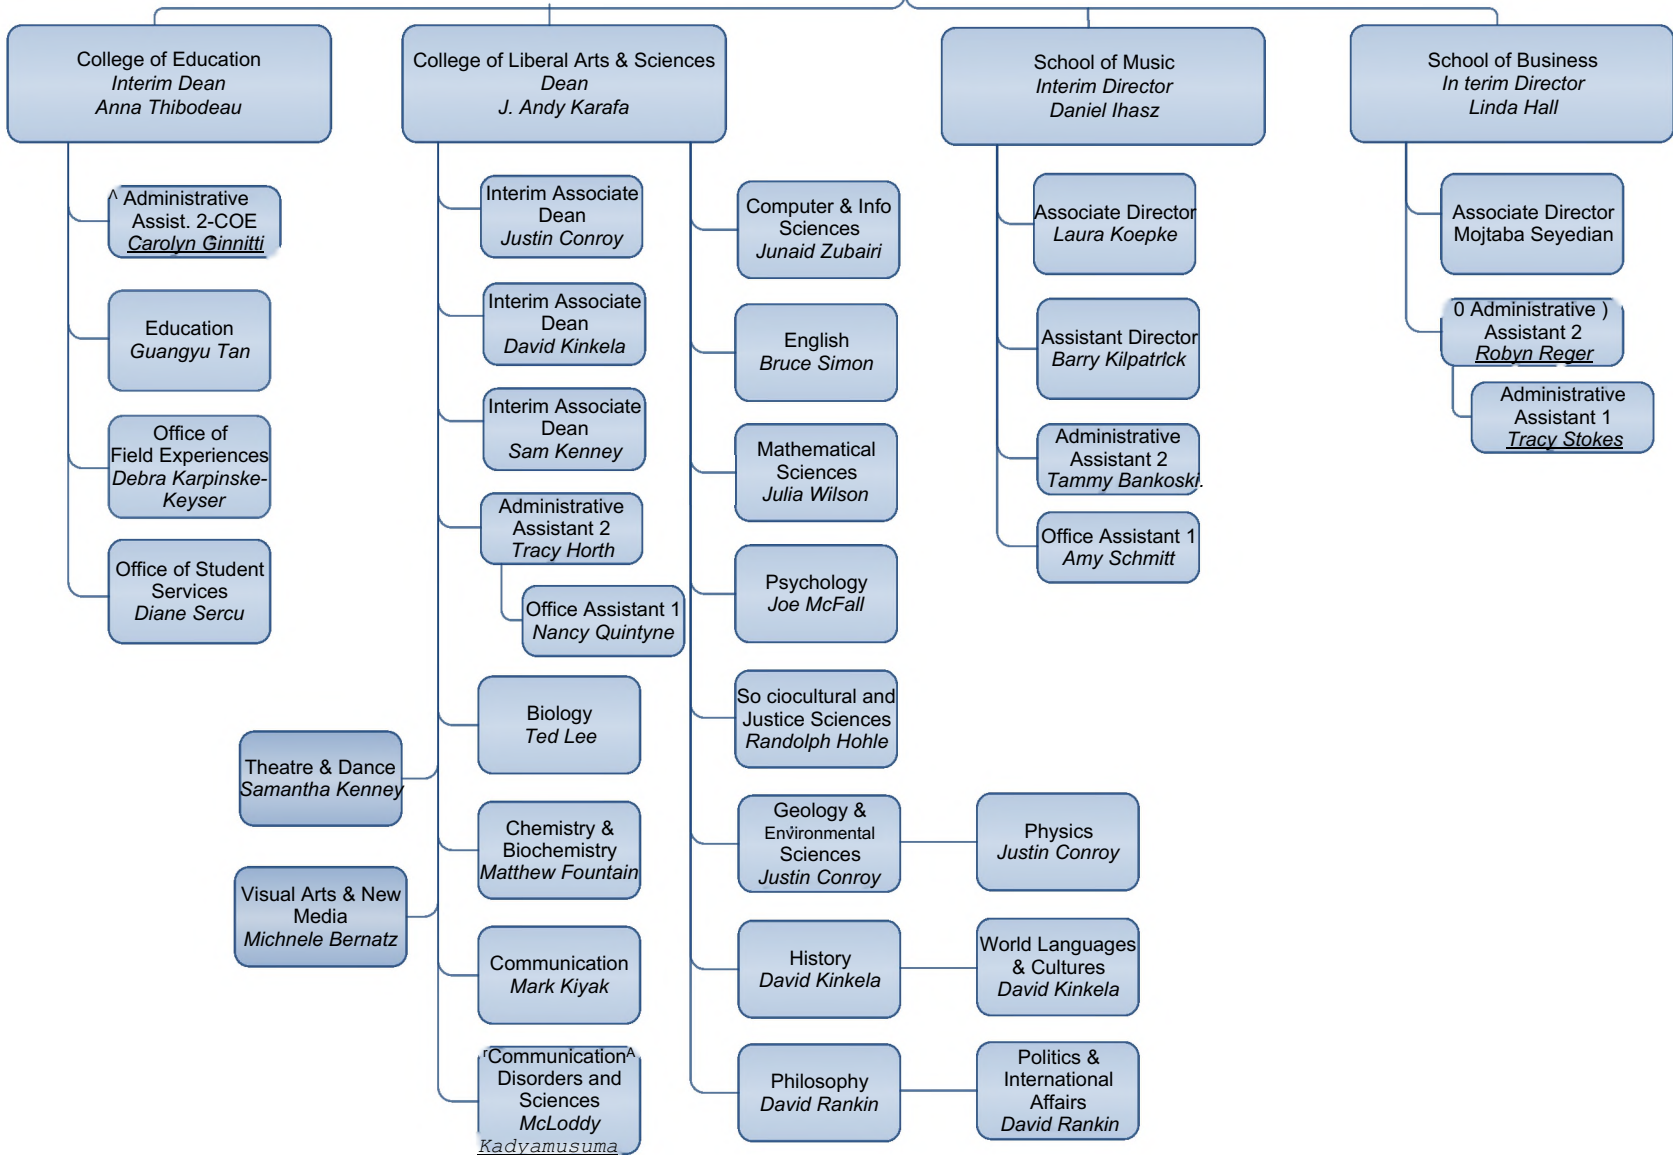 College of Education
Interim Dean
Anna Thibodeau
College of Liberal Arts & Sciences
Dean
J. Andy Karafa
School of Music
Interim Director
Daniel Ihasz
School of Business
In terim Director
Linda Hall
^ Administrative
Assist. 2-COE
Carolyn Ginnitti
Education
Guangyu Tan
Office of
Field Experiences
Debra Karpinske-
Keyser
Office of Student
Services
Diane Sercu
Interim Associate
Dean
Justin Conroy
Interim Associate
Dean
David Kinkela
Interim Associate
Dean
Sam Kenney
Administrative
Assistant 2
Tracy Horth
Office Assistant 1
Nancy Quintyne
Biology
Ted Lee
Theatre & Dance
Samantha Kenney
Chemistry &
Biochemistry
Matthew Fountain
Visual Arts & New
Media
Michnele Bernatz
Communication
Mark Kiyak
rCommunicationA
Disorders and
Sciences
McLoddy
Kadyamusuma
Computer & Info
Sciences
Junaid Zubairi
English
Bruce Simon
Mathematical
Sciences
Julia Wilson
Psychology
Joe McFall
So ciocultural and
Justice Sciences
Randolph Hohle
Geology &
Environmental
Sciences
Justin Conroy
Physics
Justin Conroy
History
David Kinkela
World Languages
& Cultures
David Kinkela
Philosophy
David Rankin
Politics &
International
Affairs
David Rankin
Associate Director
Laura Koepke
Assistant Director
Barry Kilpatrlck
Administrative
Assistant 2
Tammy Bankoski.
Office Assistant 1
Amy Schmitt
Associate Director
Mojtaba Seyedian
0 Administrative )
Assistant 2
Robyn Reger
Administrative
Assistant 1
Tracy Stokes